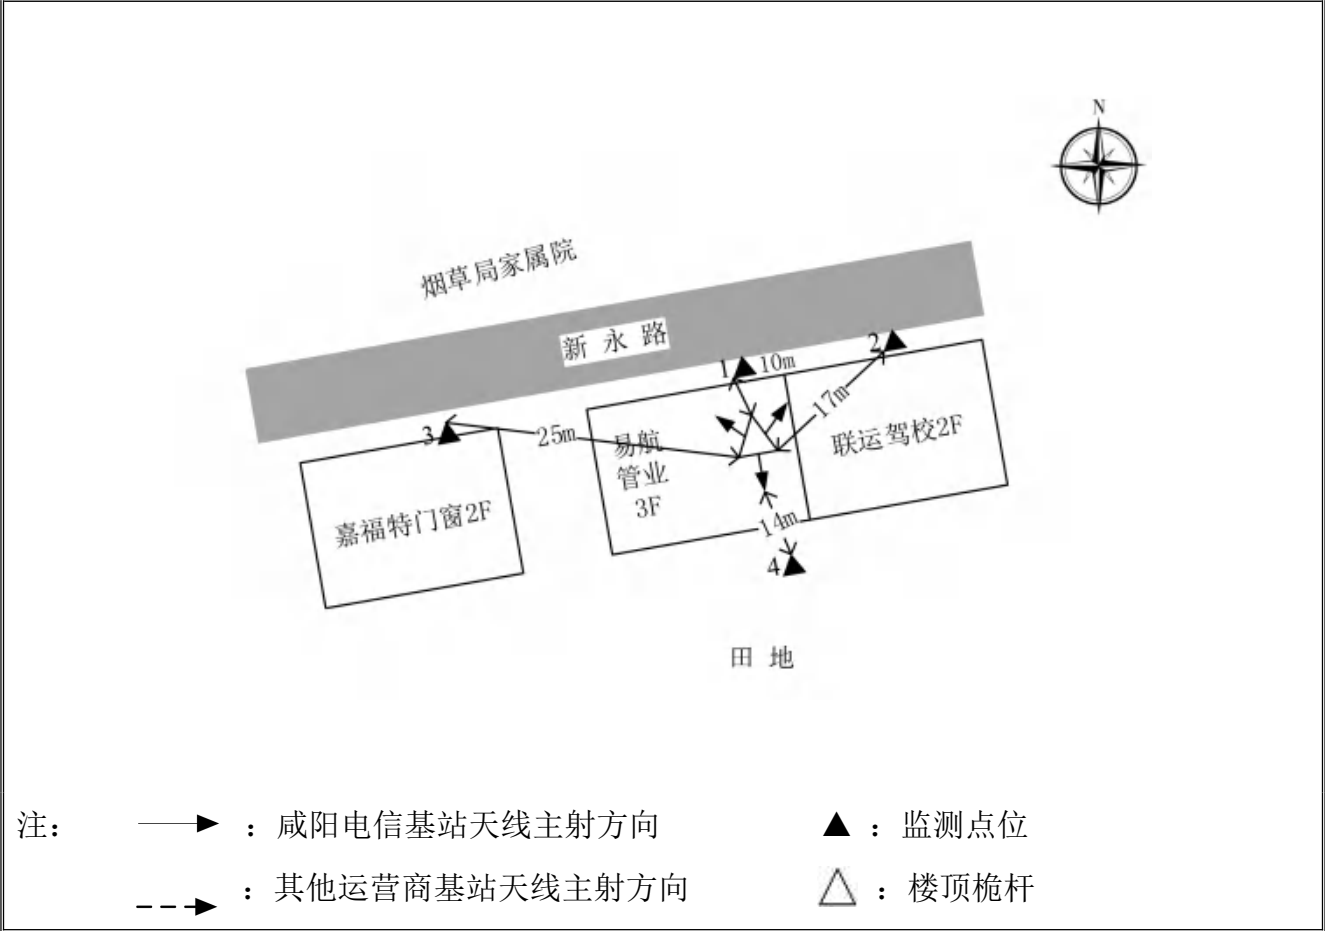 N
烟草局家属院
新 永 路
1
10m
2
17m
3
25m
易航
管业
3F
联运驾校2F
嘉福特门窗2F
14m
4
田 地
注： ：咸阳电信基站天线主射方向 ：监测点位
：其他运营商基站天线主射方向 ：楼顶桅杆